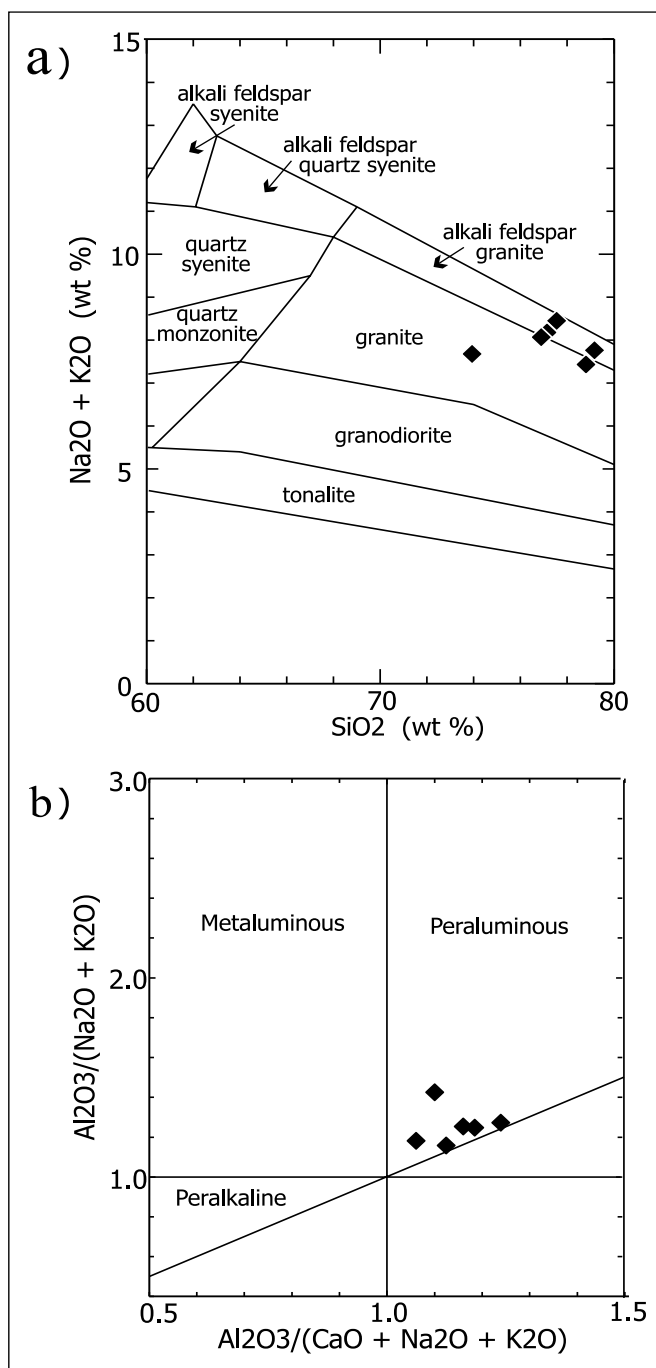 a)
15
10
5
0
Na2O + K2O (wt %)
alkali feldspar
syenite
alkali feldspar
quartz syenite
alkali feldspar
granite
quartz
syenite
quartz
monzonite
granite
granodiorite
tonalite
60
70
80
SiO2 (wt %)
b)
3.0
2.0
1.0
Al2O3/(Na2O + K2O)
Metaluminous
Peraluminous
Peralkaline
0.5
1.0
1.5
Al2O3/(CaO + Na2O + K2O)